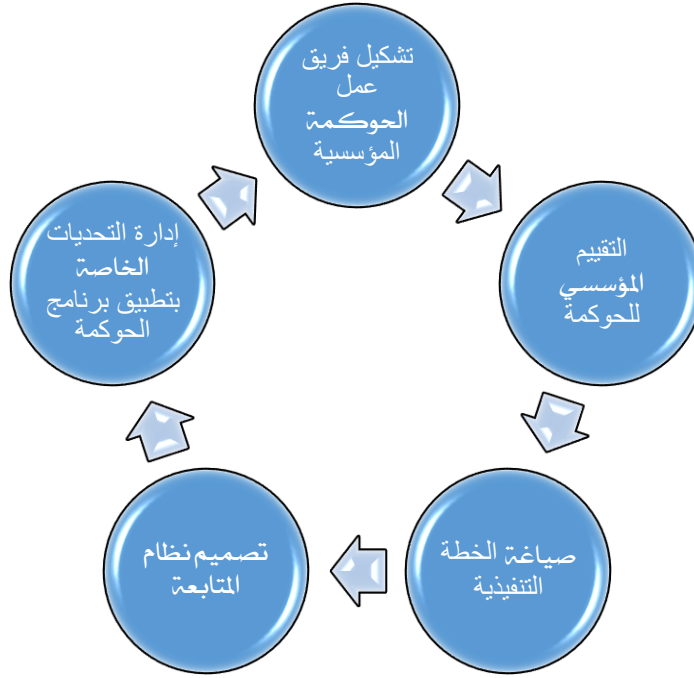 تشكيل فريق
عمل
الحوكمة
المؤسسية
التقييم
المؤسسي
للحوكمة
صياغة الخطة
التنفيذية
تصميم نظام
المتابعة
إدارة التحديات
الخاصة
بتطبيق برنامج
الحوكمة